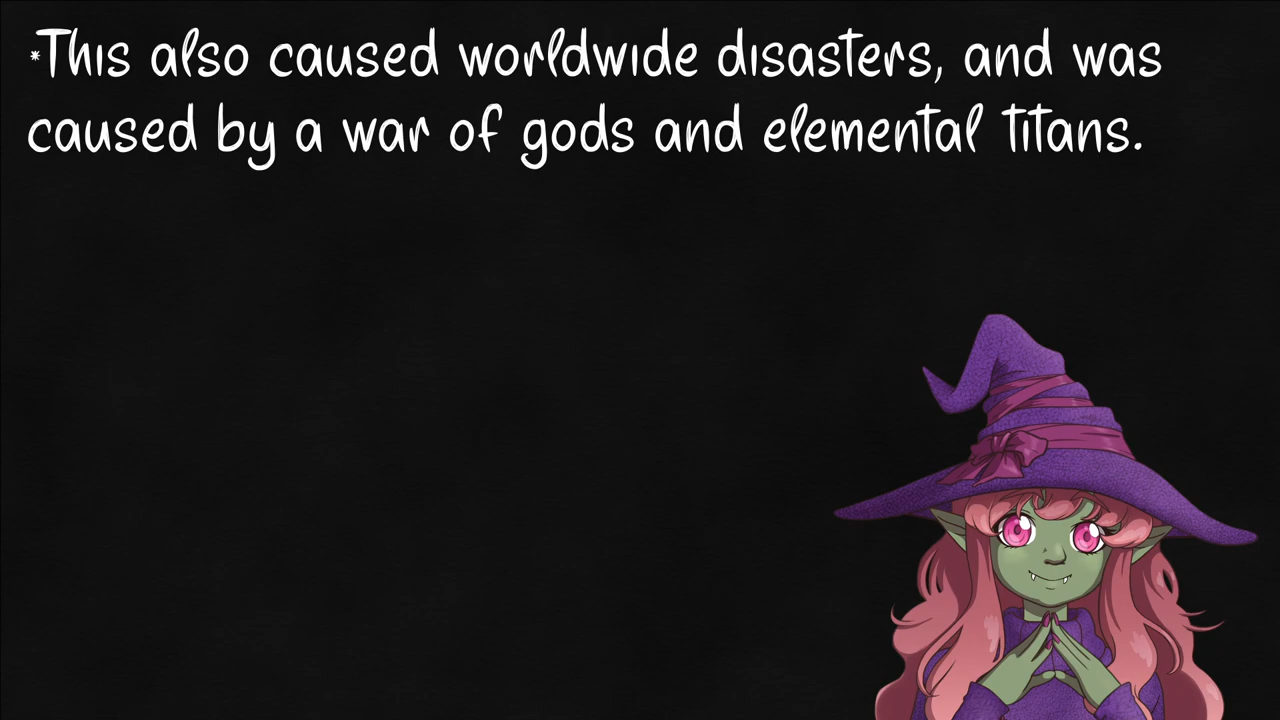 *This also caused worldwide disasters, and was
caused by a war of gods and elemental titans.